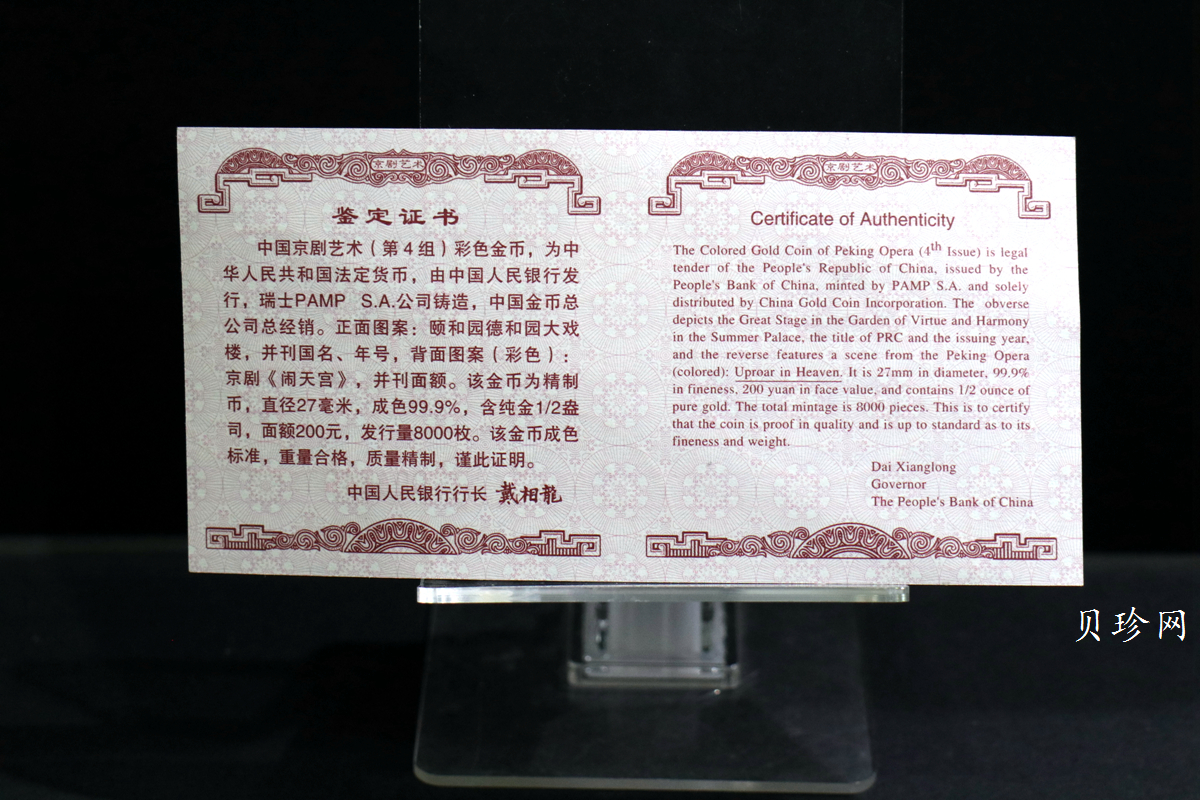 京剧艺术
鉴定证书
中国京剧艺术（第4组）彩色金币，为中
华人民共和国法定货币，由中国人民银行发
行，瑞士PAMP S.A.公司铸造，中国金币总
公司总经销。正面图案：颐和园德和园大戏
楼，并刊国名、年号，背面图案（彩色）：
京剧《闹天宫》，并刊面额。该金币为精制
币，直径27毫米，成色99.9%，含纯金1/2盎
司，面额200元，发行量8000枚。该金币成色
标准，重量合格，质量精制，谨此证明。
中国人民银行行长 戴相龍
京剧艺术
Certificate of Authenticity
The Colored Gold Coin of Peking Opera (4th Issue) is legal
tender of the People's Republic of China, issued by the
People's Bank of China, minted by PAMP S.A. and solely
distributed by China Gold Coin Incorporation. The obverse
depicts the Great Stage in the Garden of Virtue and Harmony
in the Summer Palace, the title of PRC and the issuing year,
and the reverse features a scene from the Peking Opera
(colored): Uproar in Heaven. It is 27mm in diameter, 99.9%
in fineness, 200 yuan in face value, and contains 1/2 ounce of
pure gold. The total mintage is 8000 pieces. This is to certify
that the coin is proof in quality and is up to standard as to its
fineness and weight.
Dai Xianglong
Governor
The People's Bank of China
贝珍网